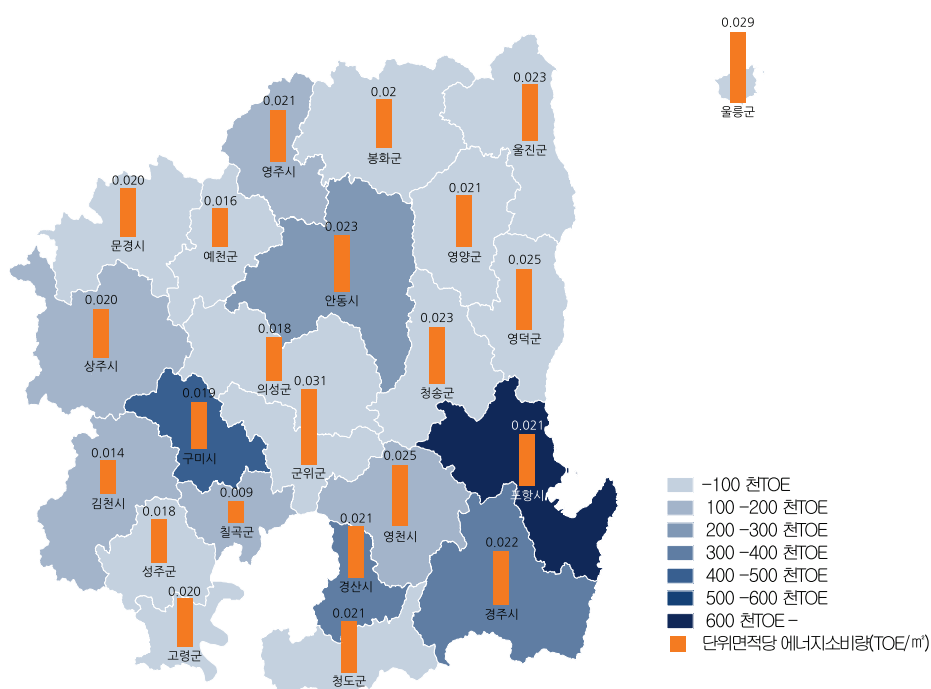 0.029
울릉군
0.023
울진군
0.02
봉화군
0.021
영주시
0.020
문경시
0.016
예천군
0.021
영양군
0.023
안동시
0.025
영덕군
0.020
상주시
0.018
의성군
0.023
청송군
0.031
군위군
0.019
구미시
0.021
포항시
0.014
김천시
0.025
영천시
0.009
칠곡군
0.018
성주군
0.021
경산시
0.022
경주시
0.020
고령군
0.021
청도군
-100 천TOE
100 -200 천TOE
200 -300 천TOE
300 -400 천TOE
400 -500 천TOE
500 -600 천TOE
600 천TOE -
단위면적당 에너지소비량(TOE/㎡)